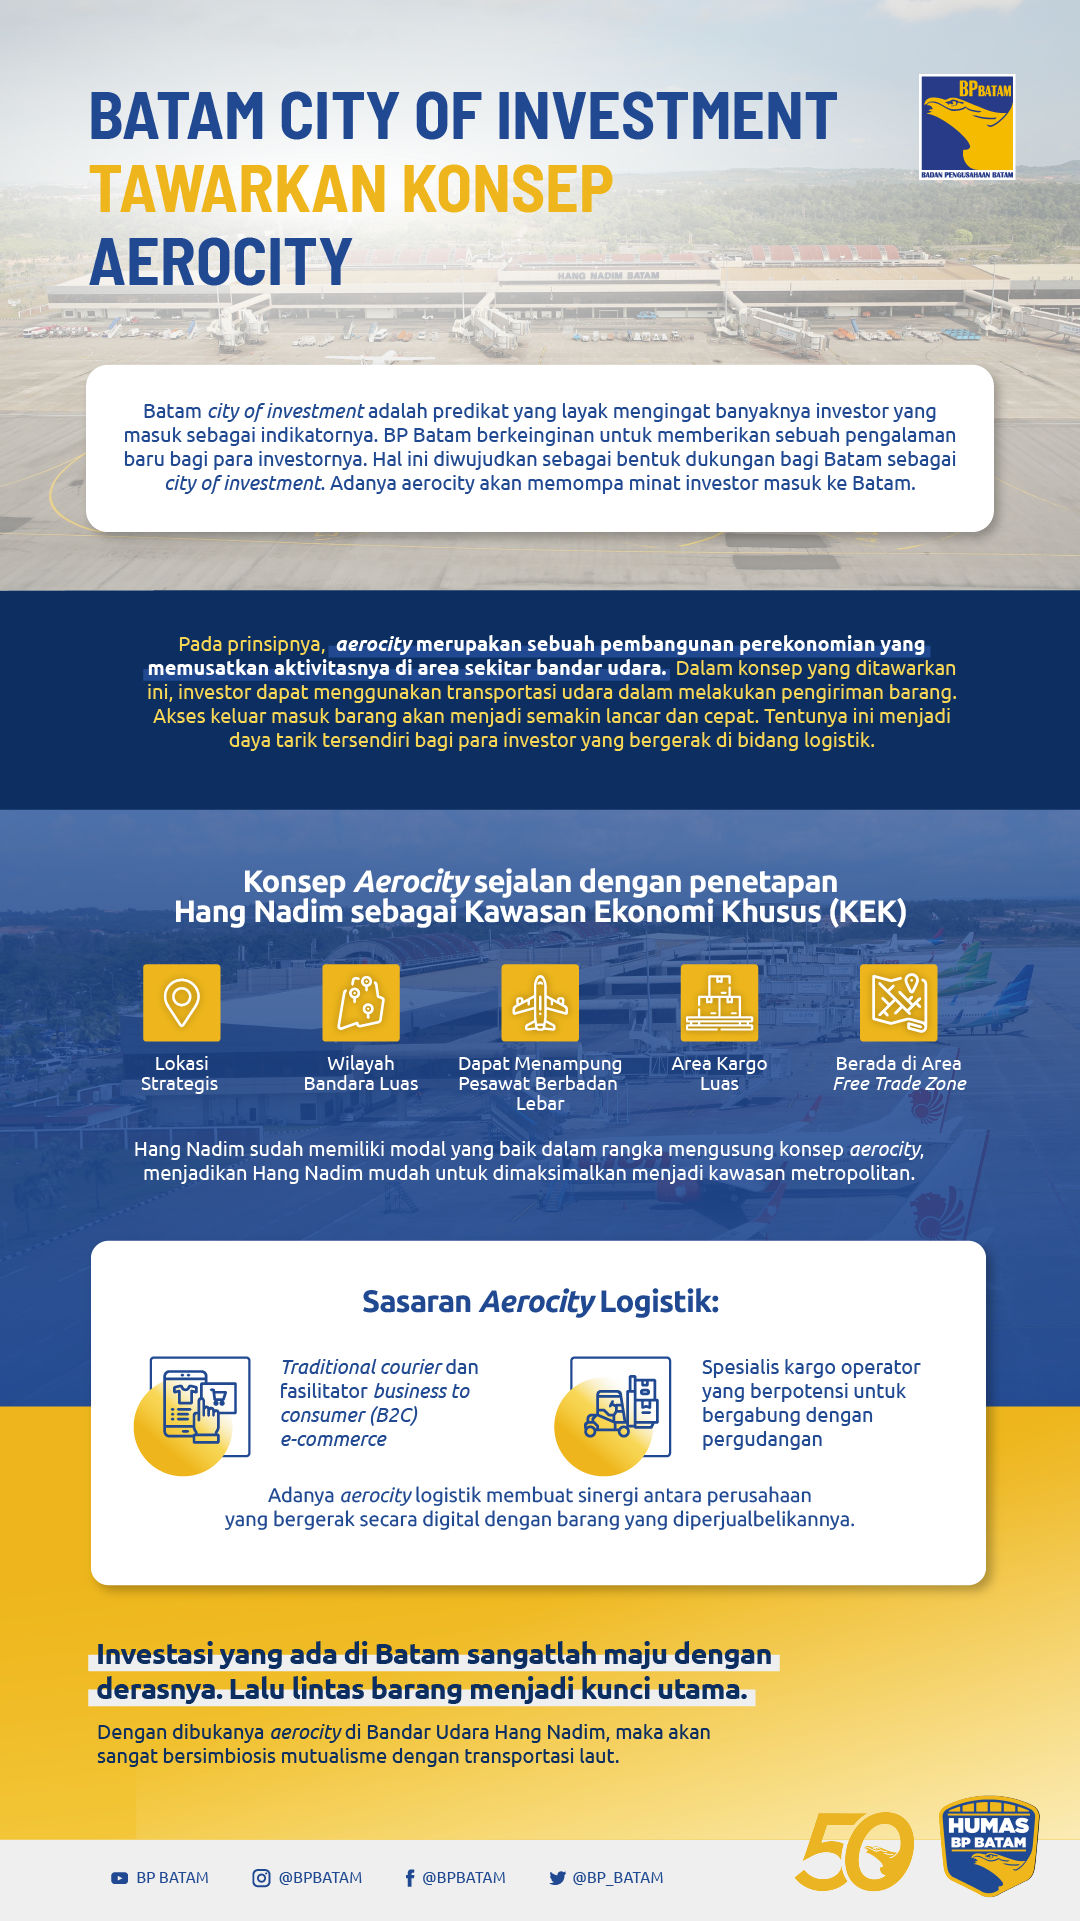 BATAM CITY OF INVESTMENT
TAWARKAN KONSEP
AEROCITY
BP BATAM
BADAN PENGUSAHAAN BATAM
HANG NADIM BATAM
Batam city of investment adalah predikat yang layak mengingat banyaknya investor yang
masuk sebagai indikatornya. BP Batam berkeinginan untuk memberikan sebuah pengalaman
baru bagi para investornya. Hal ini diwujudkan sebagai bentuk dukungan bagi Batam sebagai
city of investment. Adanya aerocity akan memompa minat investor masuk ke Batam.
Pada prinsipnya, aerocity merupakan sebuah pembangunan perekonomian yang
memusatkan aktivitasnya di area sekitar bandar udara. Dalam konsep yang ditawarkan
ini, investor dapat menggunakan transportasi udara dalam melakukan pengiriman barang.
Akses keluar masuk barang akan menjadi semakin lancar dan cepat. Tentunya ini menjadi
daya tarik tersendiri bagi para investor yang bergerak di bidang logistik.
Konsep Aerocity sejalan dengan penetapan
Hang Nadim sebagai Kawasan Ekonomi Khusus (KEK)
Lokasi
Strategis
Wilayah
Bandara Luas
Dapat Menampung
Pesawat Berbadan
Lebar
Area Kargo
Luas
Berada di Area
Free Trade Zone
Hang Nadim sudah memiliki modal yang baik dalam rangka mengusung konsep aerocity,
menjadikan Hang Nadim mudah untuk dimaksimalkan menjadi kawasan metropolitan.
Sasaran Aerocity Logistik:
Traditional courier dan
fasilitator business to
consumer (B2C)
e-commerce
Spesialis kargo operator
yang berpotensi untuk
bergabung dengan
pergudangan
Adanya aerocity logistik membuat sinergi antara perusahaan
yang bergerak secara digital dengan barang yang diperjualbelikannya.
Investasi yang ada di Batam sangatlah maju dengan
derasnya. Lalu lintas barang menjadi kunci utama.
Dengan dibukanya aerocity di Bandar Udara Hang Nadim, maka akan
sangat bersimbiosis mutualisme dengan transportasi laut.
BP BATAM
@BPBATAM
@BPBATAM
@BP_BATAM
50
HUMAS
BP BATAM